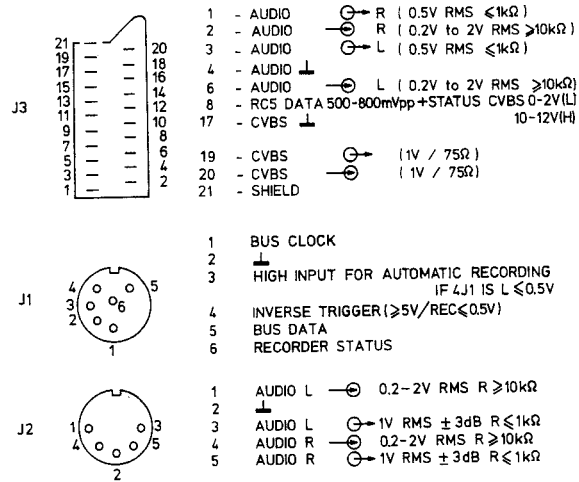 J3
21 20
19 18
17 16
15 14
13 12
11 10
9 8
7 6
5 4
3 2
1
1 - AUDIO R (0.5V RMS ≤1kΩ)
2 - AUDIO R (0.2V to 2V RMS ≥10kΩ)
3 - AUDIO L (0.5V RMS ≤1kΩ)
4 - AUDIO
6 - AUDIO L (0.2V to 2V RMS ≥10kΩ)
8 - RC5 DATA 500-800mVpp+STATUS CVBS 0-2V(L)
10-12V(H)
17 - CVBS
19 - CVBS (1V / 75Ω)
20 - CVBS (1V / 75Ω)
21 - SHIELD
J1
4 5
3 6
2
1
1 BUS CLOCK
2
3 HIGH INPUT FOR AUTOMATIC RECORDING
IF 4J1 IS L ≤0.5V
4 INVERSE TRIGGER(≥5V/REC≤0.5V)
5 BUS DATA
6 RECORDER STATUS
J2
1 3
4 5
2
1 AUDIO L 0.2-2V RMS R≥10kΩ
2
3 AUDIO L 1V RMS ±3dB R≤1kΩ
4 AUDIO R 0.2-2V RMS R≥10kΩ
5 AUDIO R 1V RMS ±3dB R≤1kΩ